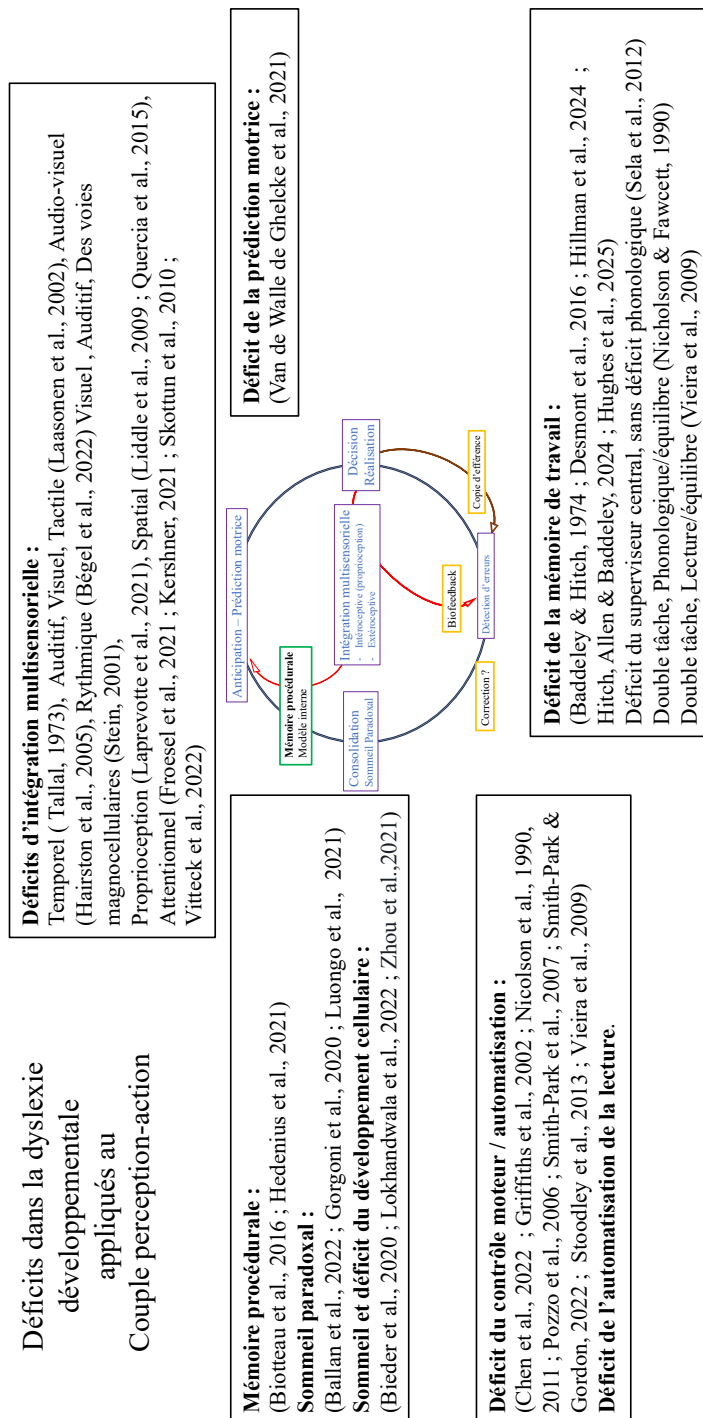 Déficits dans la dyslexie
développementale
appliqués au
Couple perception-action
Déficits d’intégration multisensorielle :
Temporel ( Tallal, 1973), Auditif, Visuel, Tactile (Laasonen et al., 2002), Audio-visuel
(Hairston et al., 2005), Rythmique (Bégel et al., 2022) Visuel , Auditif, Des voies
magnocellulaires (Stein, 2001),
Proprioception (Laprevotte et al., 2021), Spatial (Liddle et al., 2009 ; Quercia et al., 2015),
Attentionnel (Froesel et al., 2021 ; Kershner, 2021 ; Skottun et al., 2010 ;
Vitteck et al., 2022)
Mémoire procédurale :
(Biotteau et al., 2016 ; Hedenius et al., 2021)
Sommeil paradoxal :
(Ballan et al., 2022 ; Gorgoni et al., 2020 ; Luongo et al., 2021)
Sommeil et déficit du développement cellulaire :
(Bieder et al., 2020 ; Lokhandwala et al., 2022 ; Zhou et al.,2021)
Anticipation – Prédiction motrice
Mémoire procédurale
Modèle interne
Intégration multisensorielle
- Intéroceptive (proprioception)
- Extéroceptive
Décision
Réalisation
Consolidation
Sommeil Paradoxal
Biofeedback
Copie d’efférence
Correction ?
Détection d’erreurs
Déficit de la prédiction motrice :
(Van de Walle de Ghelcke et al., 2021)
Déficit du contrôle moteur / automatisation :
(Chen et al., 2022 ; Griffiths et al., 2002 ; Nicolson et al., 1990,
2011 ; Pozzo et al., 2006 ; Smith-Park et al., 2007 ; Smith-Park &
Gordon, 2022 ; Stoodley et al., 2013 ; Vieira et al., 2009)
Déficit de l’automatisation de la lecture.
Déficit de la mémoire de travail :
(Baddeley & Hitch, 1974 ; Desmont et al., 2016 ; Hillman et al., 2024 ;
Hitch, Allen & Baddeley, 2024 ; Hughes et al., 2025)
Déficit du superviseur central, sans déficit phonologique (Sela et al., 2012)
Double tâche, Phonologique/équilibre (Nicholson & Fawcett, 1990)
Double tâche, Lecture/équilibre (Vieira et al., 2009)